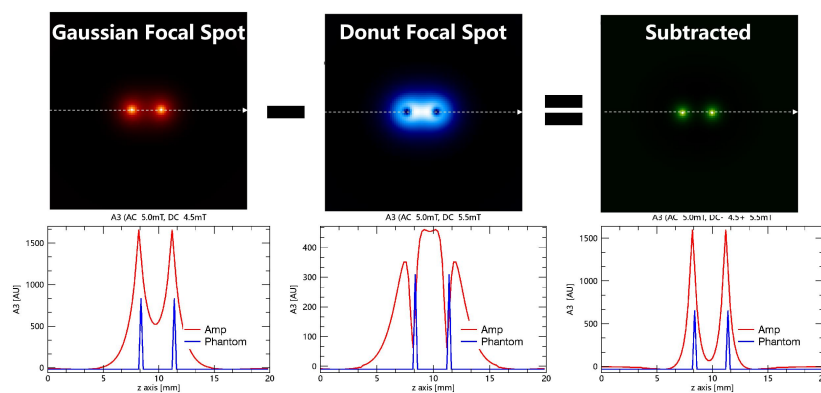 Gaussian Focal Spot
Donut Focal Spot
Subtracted
A3 (AC 5.0mT, DC 4.5mT
A3 (AC 5.0mT, DC 5.5mT
A3 (AC 5.0mT, DC- 4.5+ 5.5mT
A3 [AU]
1500
1000
500
0
Amp
Phantom
0 5 10 15 20
z axis [mm]
A3 [AU]
400
300
200
100
0
Amp
Phantom
0 5 10 15 20
z axis [mm]
A3 [AU]
1500
1000
500
0
Amp
Phantom
0 5 10 15 20
z axis [mm]